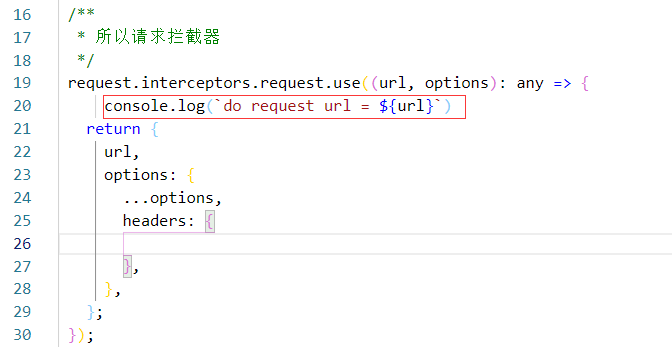 16 /**
17  * 所以请求拦截器
18  */
19 request.interceptors.request.use((url, options): any => {
20     console.log(`do request url = ${url}`)
21   return {
22     url,
23     options: {
24       ...options,
25       headers: {
26
27       },
28     },
29   };
30 });